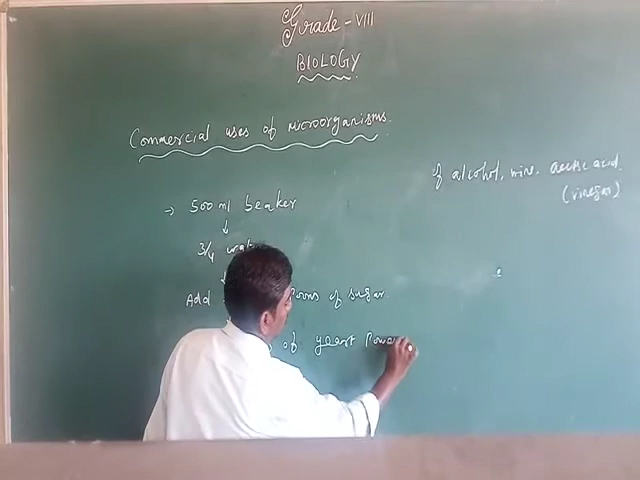 Grade - VIII
BIOLOGY
Commercial uses of microorganisms.
of alcohol, wine. acetic acid.
(vinegar)
→ 500 ml beaker
↓
3/4
↓
Add of sugar.
of yeast